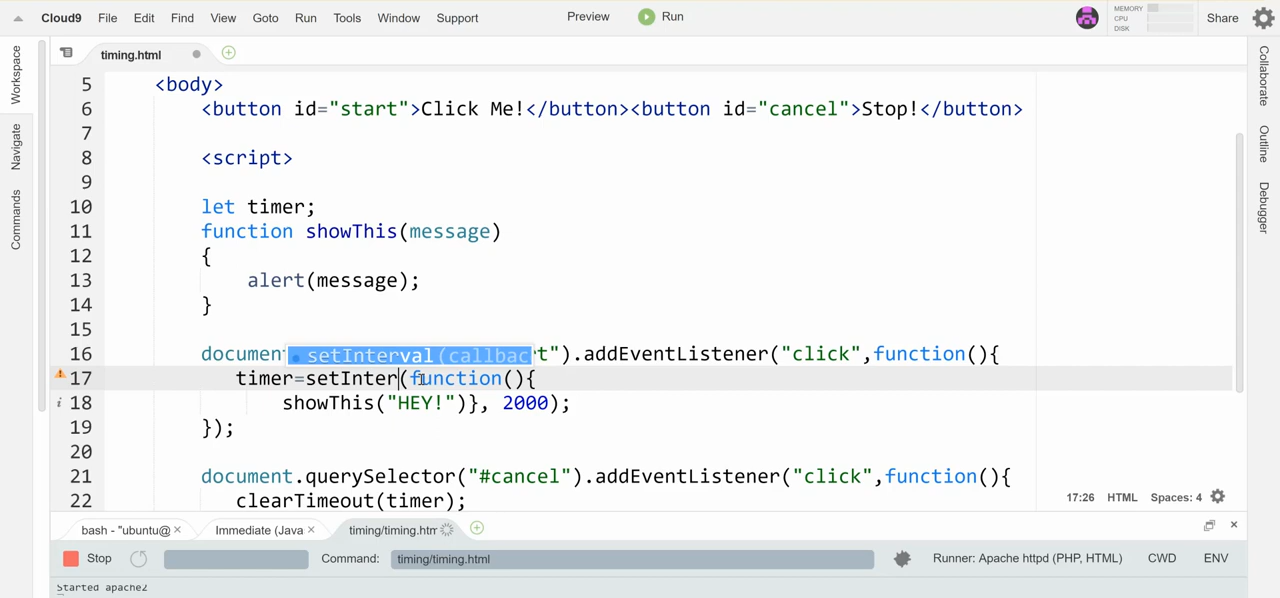 Cloud9 File Edit Find View Goto Run Tools Window Support Preview Run MEMORY CPU DISK Share
timing.html
Workspace
Navigate
Commands
Collaborate
Outline
Debugger
5 <body>
6 <button id="start">Click Me!</button><button id="cancel">Stop!</button>
7
8 <script>
9
10 let timer;
11 function showThis(message)
12 {
13 alert(message);
14 }
15
16 document setInterval(callbac t").addEventListener("click",function(){
17 timer=setInter(function(){
18 showThis("HEY!")}, 2000);
19 });
20
21 document.querySelector("#cancel").addEventListener("click",function(){
22 clearTimeout(timer);
17:26 HTML Spaces: 4
bash - "ubuntu@ Immediate (Java timing/timing.htm
Stop Command: timing/timing.html Runner: Apache httpd (PHP, HTML) CWD ENV
Started apache2